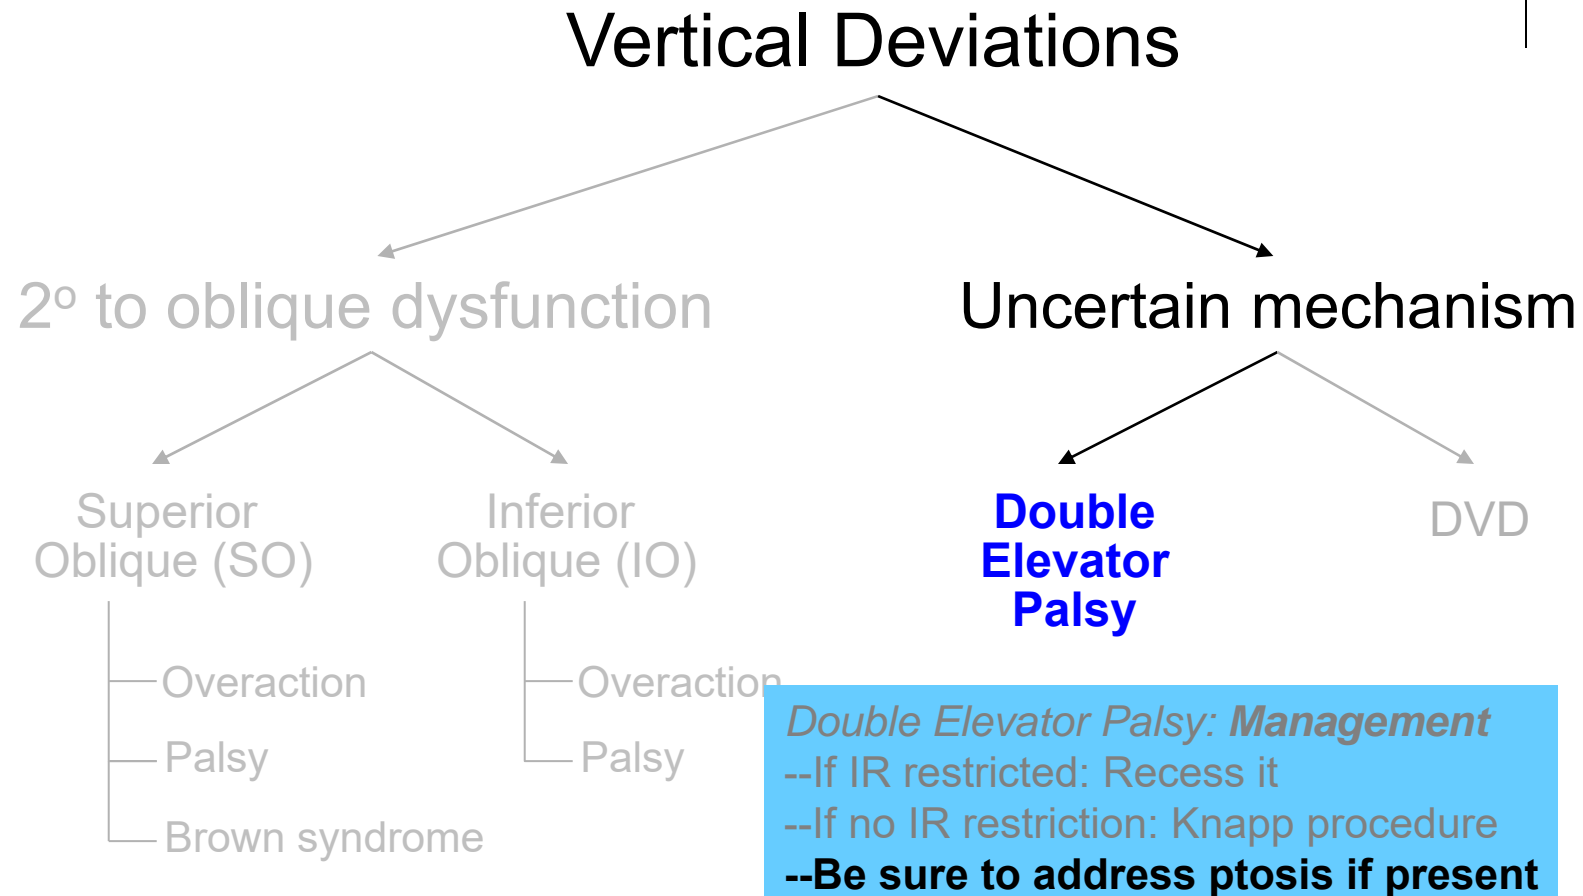 Vertical Deviations
2º to oblique dysfunction
Uncertain mechanism
Superior
Oblique (SO)
Inferior
Oblique (IO)
Double
Elevator
Palsy
DVD
Overaction
Palsy
Brown syndrome
Overaction
Palsy
Double Elevator Palsy: Management
--If IR restricted: Recess it
--If no IR restriction: Knapp procedure
--Be sure to address ptosis if present